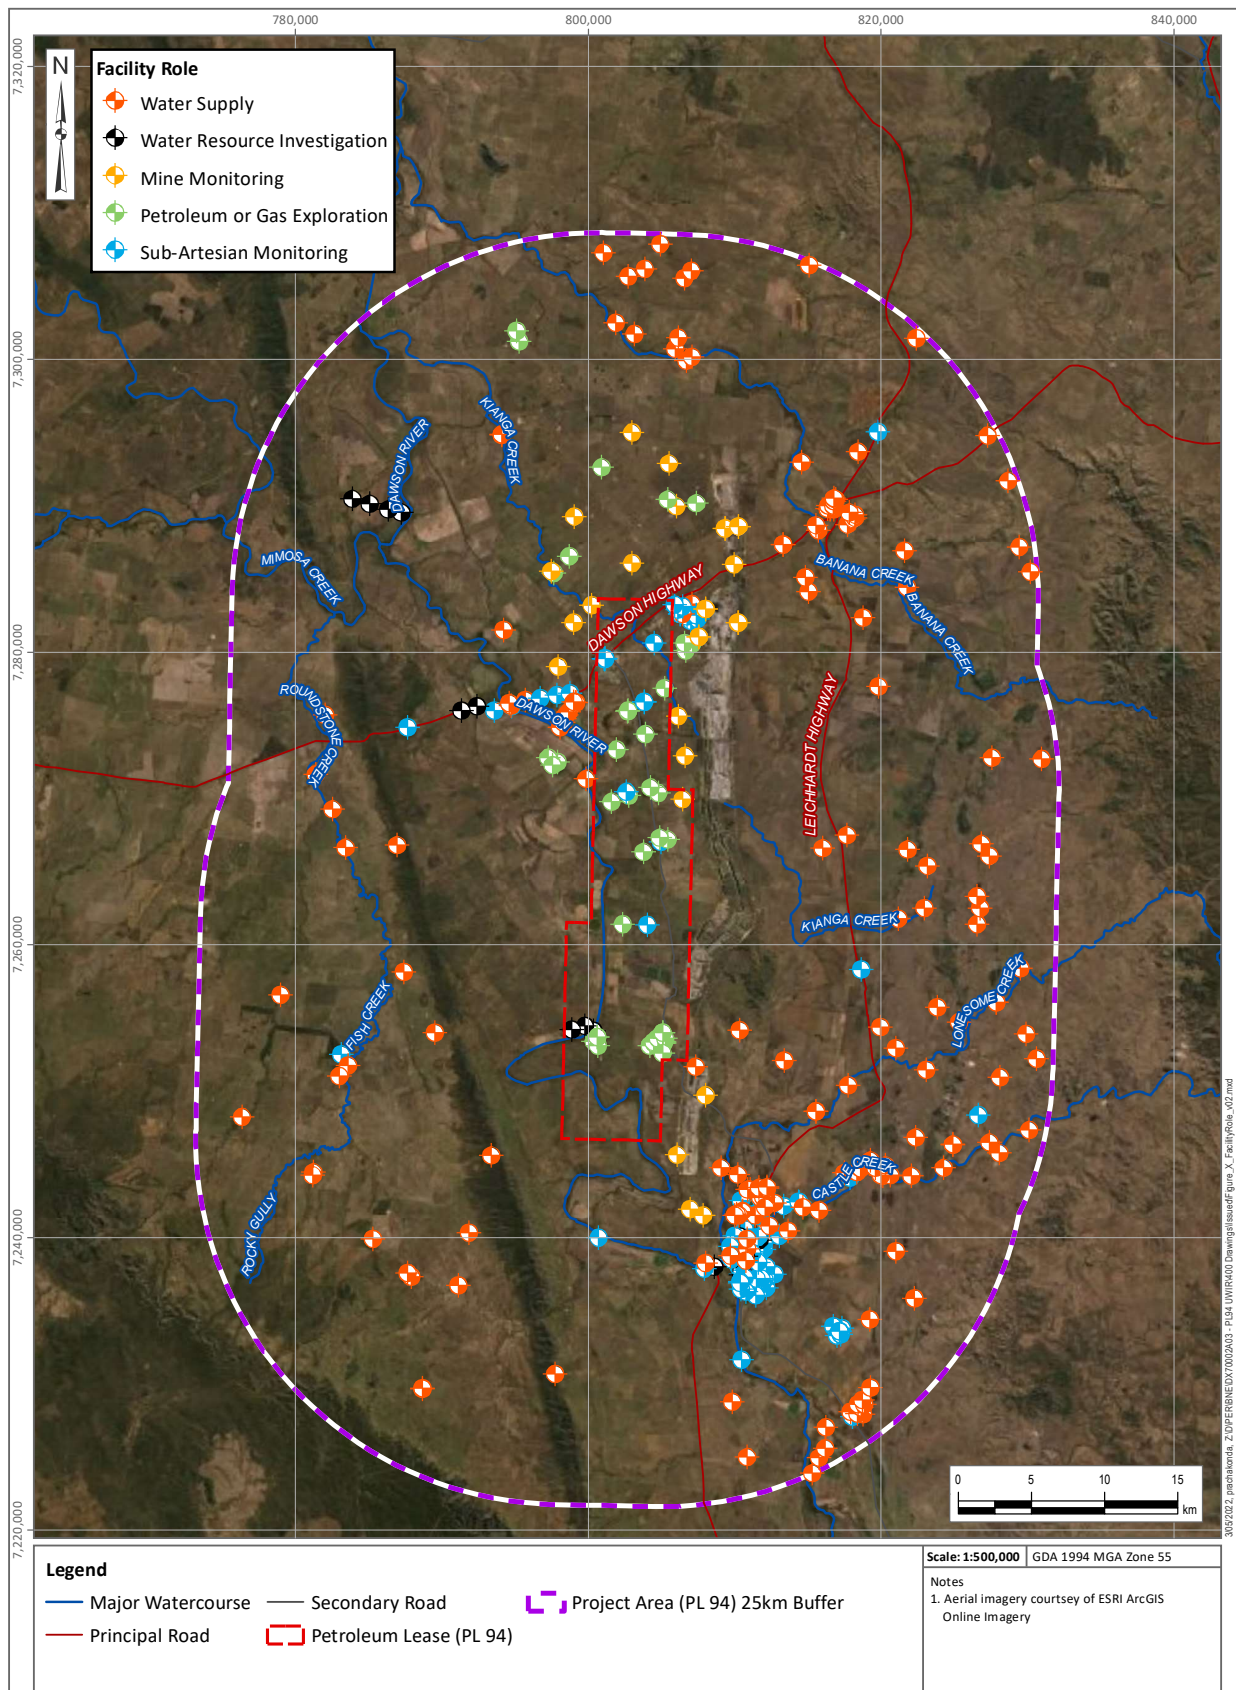 780,000
800,000
820,000
840,000
7,320,000
7,300,000
7,280,000
7,260,000
7,240,000
7,220,000
N
Facility Role
Water Supply
Water Resource Investigation
Mine Monitoring
Petroleum or Gas Exploration
Sub-Artesian Monitoring
KIANGA CREEK
DAWSON RIVER
MIMOSA CREEK
BANANA CREEK
BANANA CREEK
DAWSON HIGHWAY
ROUNDSTONE CREEK
DAWSON RIVER
LEICHHARDT HIGHWAY
KIANGA CREEK
LONESOME CREEK
FISH CREEK
CASTLE CREEK
ROCKY GULLY
0 5 10 15
km
Legend
Major Watercourse
Secondary Road
Project Area (PL 94) 25km Buffer
Principal Road
Petroleum Lease (PL 94)
Scale: 1:500,000
GDA 1994 MGA Zone 55
Notes
1. Aerial imagery courtsey of ESRI ArcGIS
Online Imagery